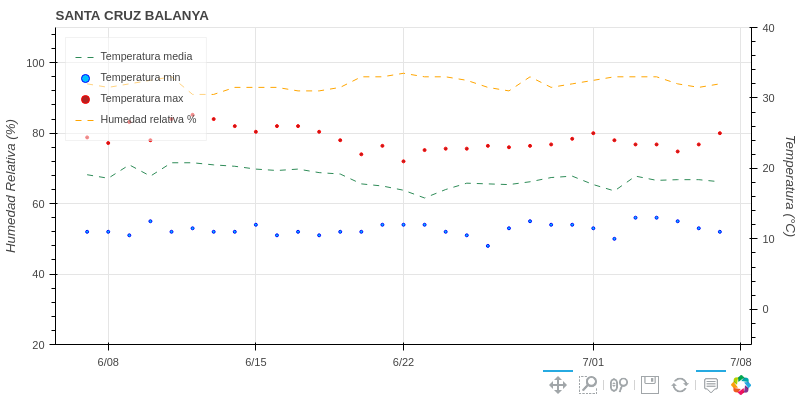 SANTA CRUZ BALANYA
Temperatura media
Temperatura min
Temperatura max
Humedad relativa %
Humedad Relativa (%)
100
80
60
40
20
Temperatura (°C)
40
30
20
10
0
6/08
6/15
6/22
7/01
7/08